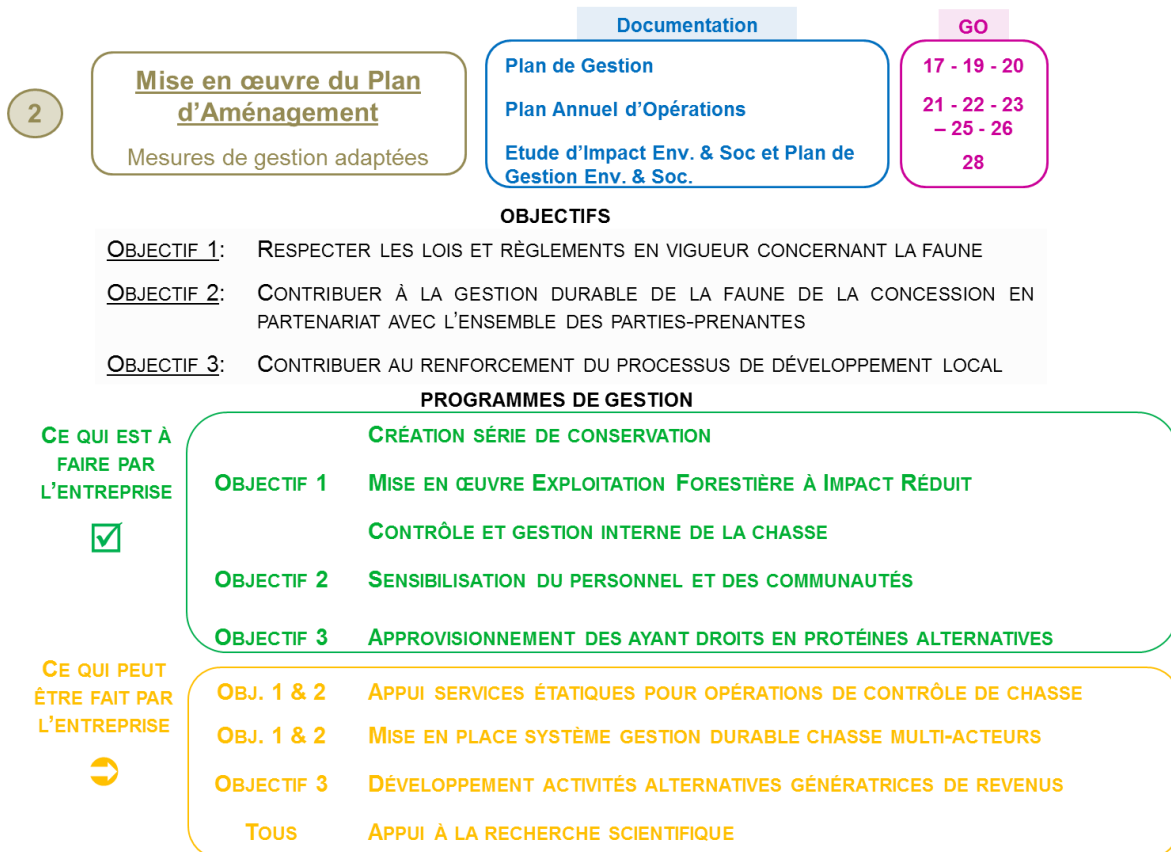 Documentation
GO
2
Mise en œuvre du Plan
d’Aménagement
Mesures de gestion adaptées
Plan de Gestion
Plan Annuel d’Opérations
Etude d’Impact Env. & Soc et Plan de
Gestion Env. & Soc.
17 - 19 - 20
21 - 22 - 23
– 25 - 26
28
OBJECTIFS
OBJECTIF 1: RESPECTER LES LOIS ET RÈGLEMENTS EN VIGUEUR CONCERNANT LA FAUNE
OBJECTIF 2: CONTRIBUER À LA GESTION DURABLE DE LA FAUNE DE LA CONCESSION EN
PARTENARIAT AVEC L’ENSEMBLE DES PARTIES-PRENANTES
OBJECTIF 3: CONTRIBUER AU RENFORCEMENT DU PROCESSUS DE DÉVELOPPEMENT LOCAL
PROGRAMMES DE GESTION
CE QUI EST À
FAIRE PAR
L’ENTREPRISE
CRÉATION SÉRIE DE CONSERVATION
OBJECTIF 1 MISE EN ŒUVRE EXPLOITATION FORESTIÈRE À IMPACT RÉDUIT
CONTRÔLE ET GESTION INTERNE DE LA CHASSE
OBJECTIF 2 SENSIBILISATION DU PERSONNEL ET DES COMMUNAUTÉS
OBJECTIF 3 APPROVISIONNEMENT DES AYANT DROITS EN PROTÉINES ALTERNATIVES
CE QUI PEUT
ÊTRE FAIT PAR
L’ENTREPRISE
OBJ. 1 & 2 APPUI SERVICES ÉTATIQUES POUR OPÉRATIONS DE CONTRÔLE DE CHASSE
OBJ. 1 & 2 MISE EN PLACE SYSTÈME GESTION DURABLE CHASSE MULTI-ACTEURS
OBJECTIF 3 DÉVELOPPEMENT ACTIVITÉS ALTERNATIVES GÉNÉRATRICES DE REVENUS
TOUS APPUI À LA RECHERCHE SCIENTIFIQUE